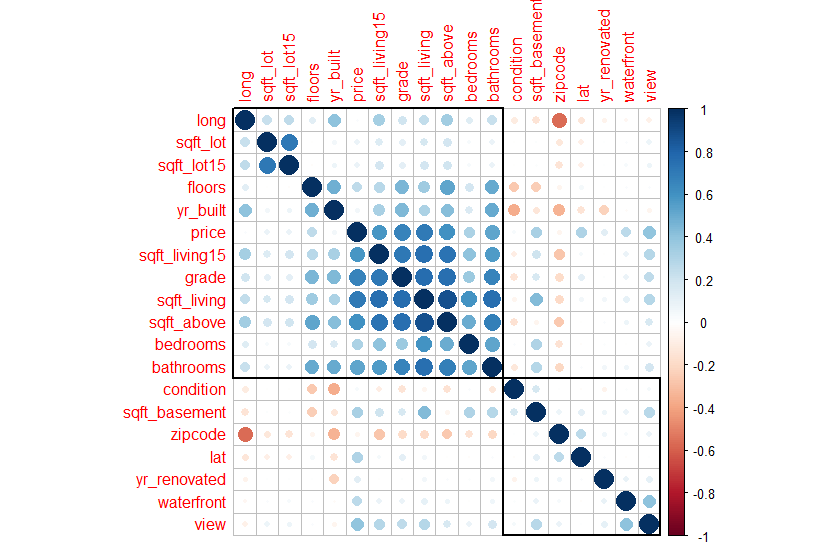 long
sqft_lot
sqft_lot15
floors
yr_built
price
sqft_living15
grade
sqft_living
sqft_above
bedrooms
bathrooms
condition
sqft_basement
zipcode
lat
yr_renovated
waterfront
view
long
sqft_lot
sqft_lot15
floors
yr_built
price
sqft_living15
grade
sqft_living
sqft_above
bedrooms
bathrooms
condition
sqft_basement
zipcode
lat
yr_renovated
waterfront
view
1
0.8
0.6
0.4
0.2
0
-0.2
-0.4
-0.6
-0.8
-1